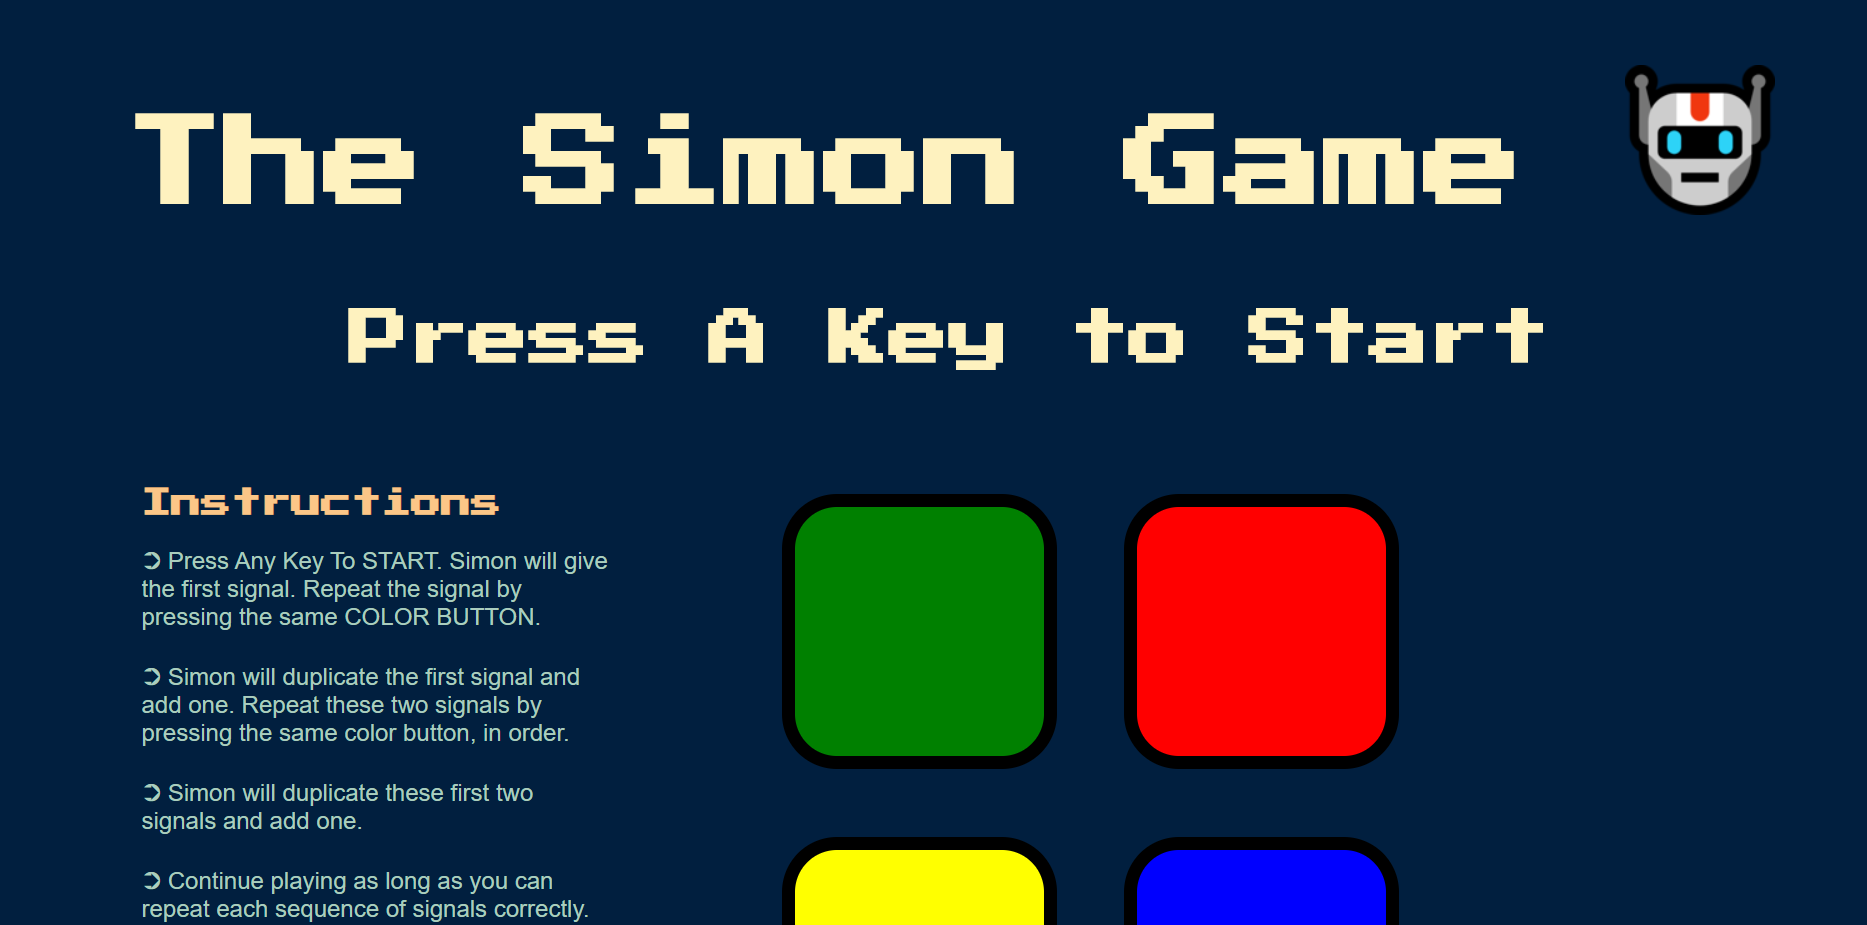 The Simon Game
Press A Key to Start
Instructions
➲ Press Any Key To START. Simon will give
the first signal. Repeat the signal by
pressing the same COLOR BUTTON.
➲ Simon will duplicate the first signal and
add one. Repeat these two signals by
pressing the same color button, in order.
➲ Simon will duplicate these first two
signals and add one.
➲ Continue playing as long as you can
repeat each sequence of signals correctly.